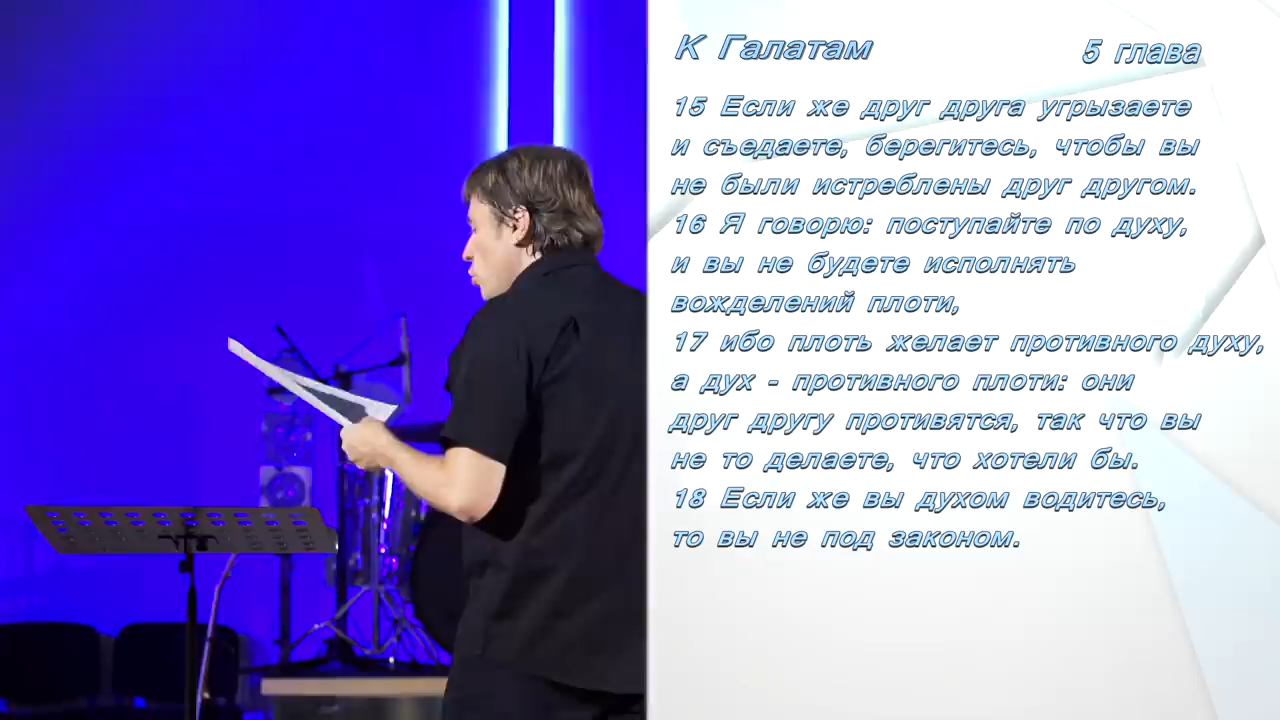 К Галатам 5 глава
15 Если же друг друга угрызаете
и съедаете, берегитесь, чтобы вы
не были истреблены друг другом.
16 Я говорю: поступайте по духу,
и вы не будете исполнять
вожделений плоти,
17 ибо плоть желает противного духу,
а дух - противного плоти: они
друг другу противятся, так что вы
не то делаете, что хотели бы.
18 Если же вы духом водитесь,
то вы не под законом.